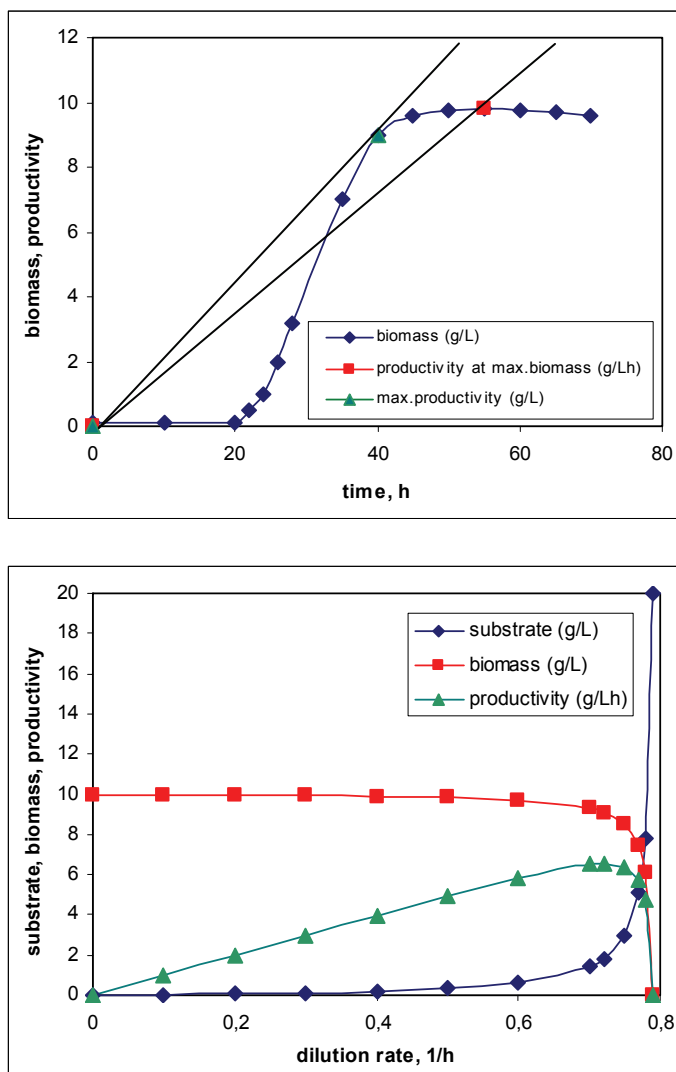 12
10
8
6
4
2
0
0 20 40 60 80
biomass, productivity
time, h
biomass (g/L)
productivity at max.biomass (g/Lh)
max.productivity (g/L)
20
18
16
14
12
10
8
6
4
2
0
0 0,2 0,4 0,6 0,8
substrate, biomass, productivity
dilution rate, 1/h
substrate (g/L)
biomass (g/L)
productivity (g/Lh)